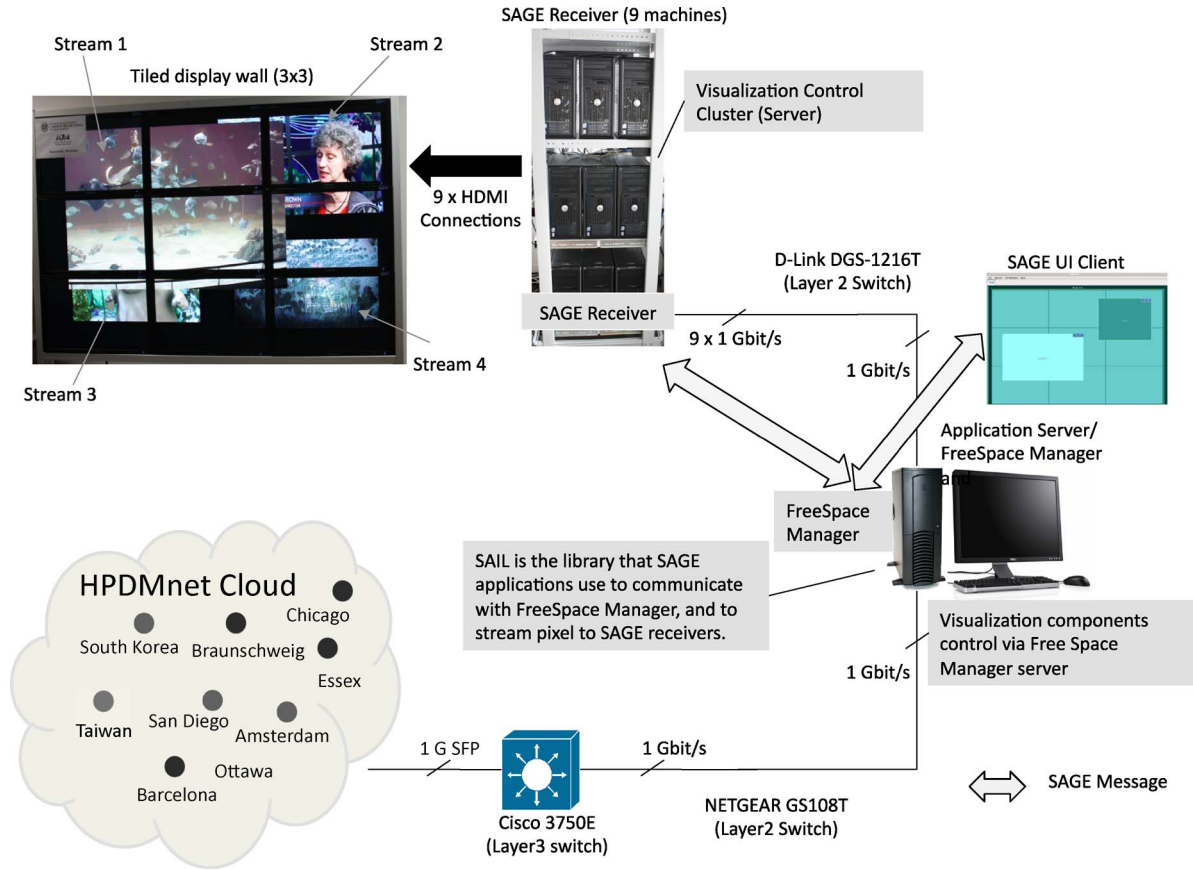 SAGE Receiver (9 machines)
Stream 1
Stream 2
Tiled display wall (3x3)
Visualization Control
Cluster (Server)
9 x HDMI
Connections
BROWN
D-Link DGS-1216T
(Layer 2 Switch)
SAGE UI Client
SAGE Receiver
9 x 1 Gbit/s
1 Gbit/s
Stream 4
Stream 3
Application Server/
FreeSpace Manager
and
FreeSpace
Manager
SAIL is the library that SAGE
applications use to communicate
with FreeSpace Manager, and to
stream pixel to SAGE receivers.
Visualization components
control via Free Space
Manager server
1 Gbit/s
HPDMnet Cloud
Chicago
South Korea
Braunschweig
Essex
Taiwan
San Diego
Amsterdam
Ottawa
Barcelona
1 G SFP
1 Gbit/s
Cisco 3750E
(Layer3 switch)
NETGEAR GS108T
(Layer2 Switch)
SAGE Message